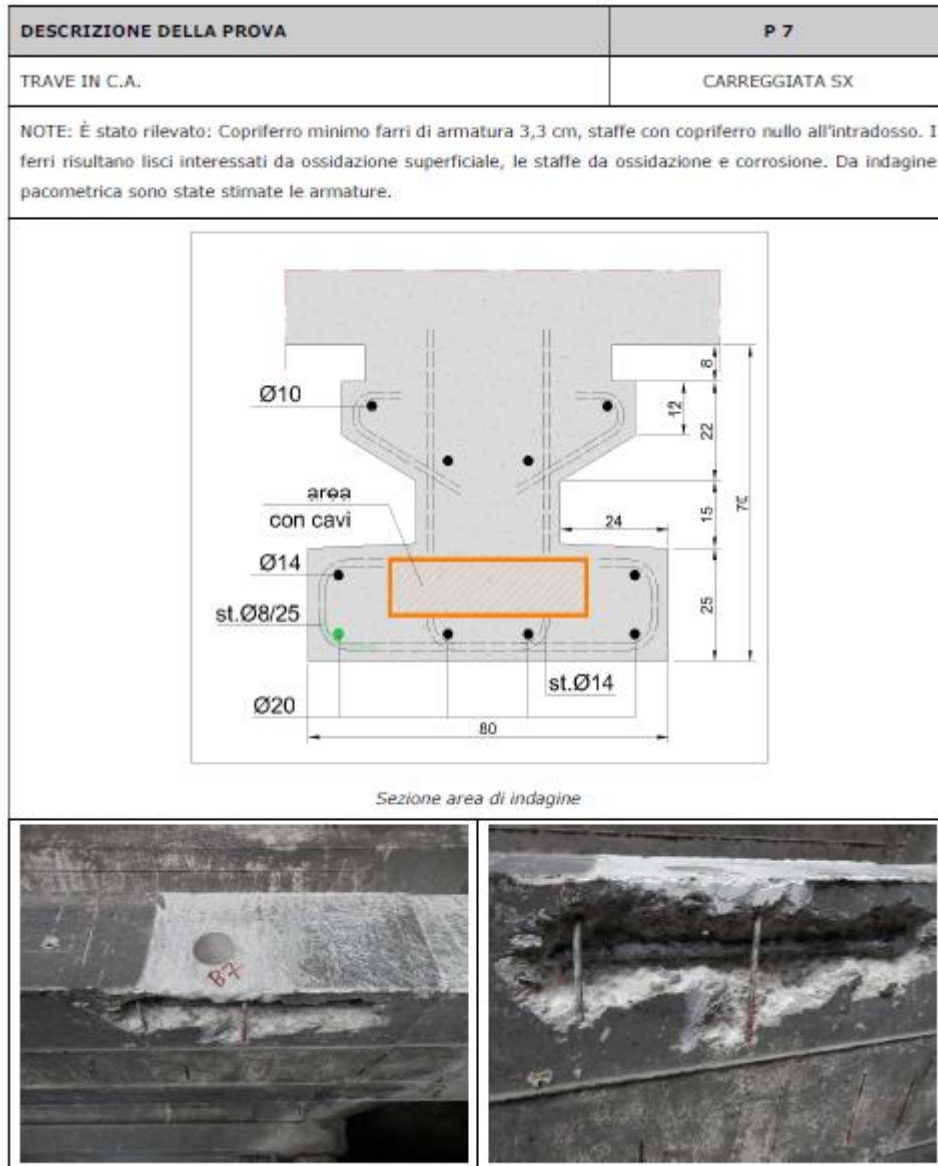 DESCRIZIONE DELLA PROVA
P 7
TRAVE IN C.A.
CARREGGIATA SX
NOTE: È stato rilevato: Copriferro minimo farri di armatura 3,3 cm, staffe con copriferro nullo all'intradosso. I
ferri risultano lisci interessati da ossidazione superficiale, le staffe da ossidazione e corrosione. Da indagine
pacometrica sono state stimate le armature.
8
Ø10
12
22
area
con cavi
24
15
70
Ø14
st.Ø8/25
25
st.Ø14
Ø20
80
Sezione area di indagine
B7